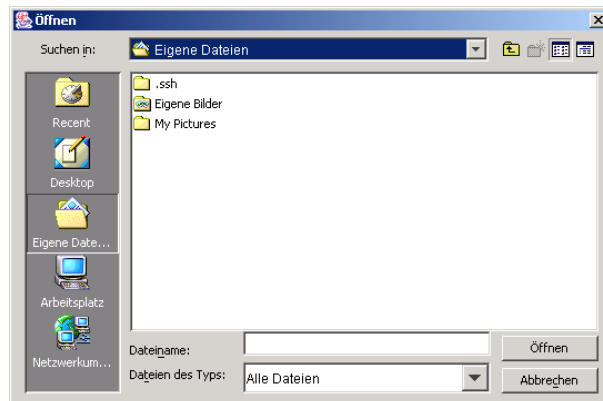 Öffnen
Suchen in:
Eigene Dateien
Recent
Desktop
Eigene Date...
Arbeitsplatz
Netzwerkum...
.ssh
Eigene Bilder
My Pictures
Dateiname:
Öffnen
Dateien des Typs:
Alle Dateien
Abbrechen